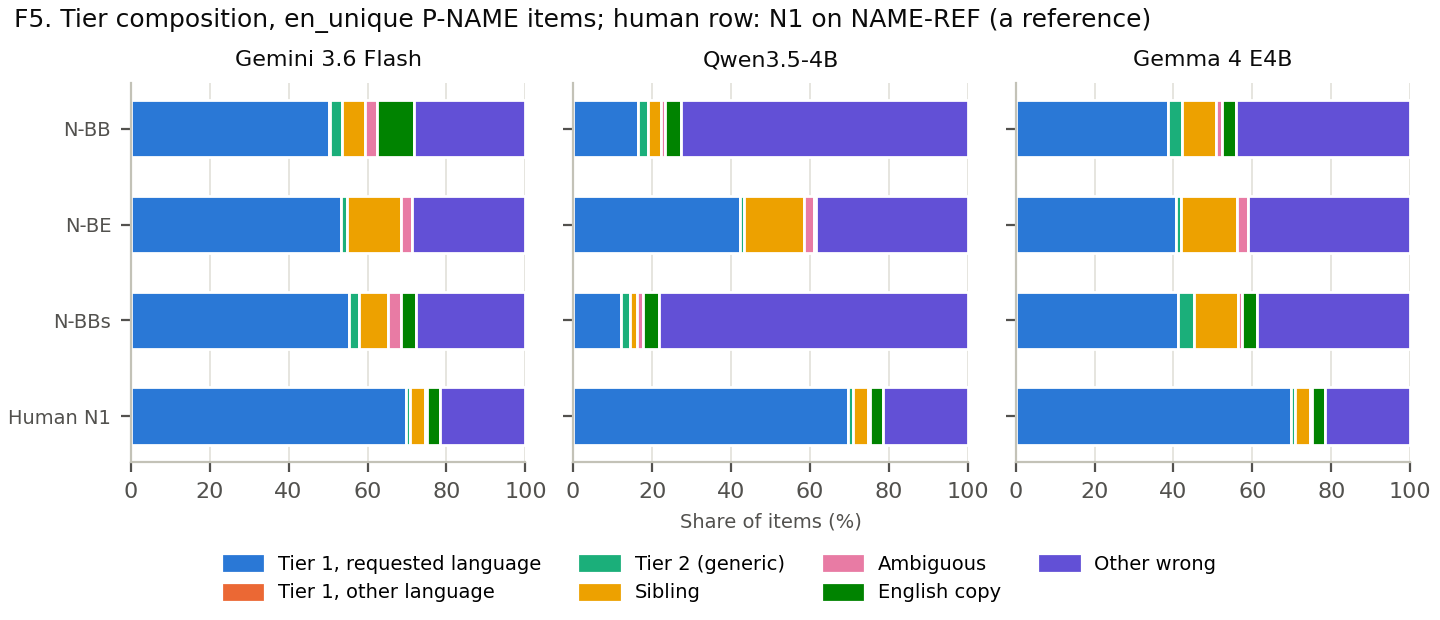 F5. Tier composition, en_unique P-NAME items; human row: N1 on NAME-REF (a reference)
Gemini 3.6 Flash
Qwen3.5-4B
Gemma 4 E4B
N-BB
N-BE
N-BBs
Human N1
0 20 40 60 80 100
0 20 40 60 80 100
0 20 40 60 80 100
Share of items (%)
Tier 1, requested language
Tier 2 (generic)
Ambiguous
Other wrong
Tier 1, other language
Sibling
English copy